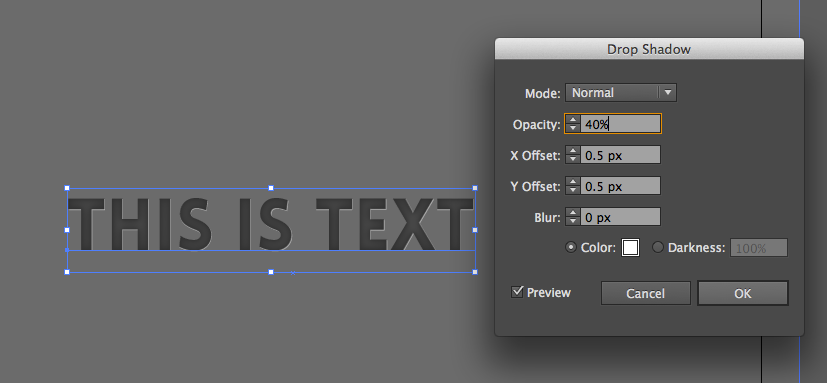 Drop Shadow
Mode: Normal
Opacity: 40%
X Offset: 0.5 px
Y Offset: 0.5 px
Blur: 0 px
Color: Darkness: 100%
Preview Cancel OK
THIS IS TEXT